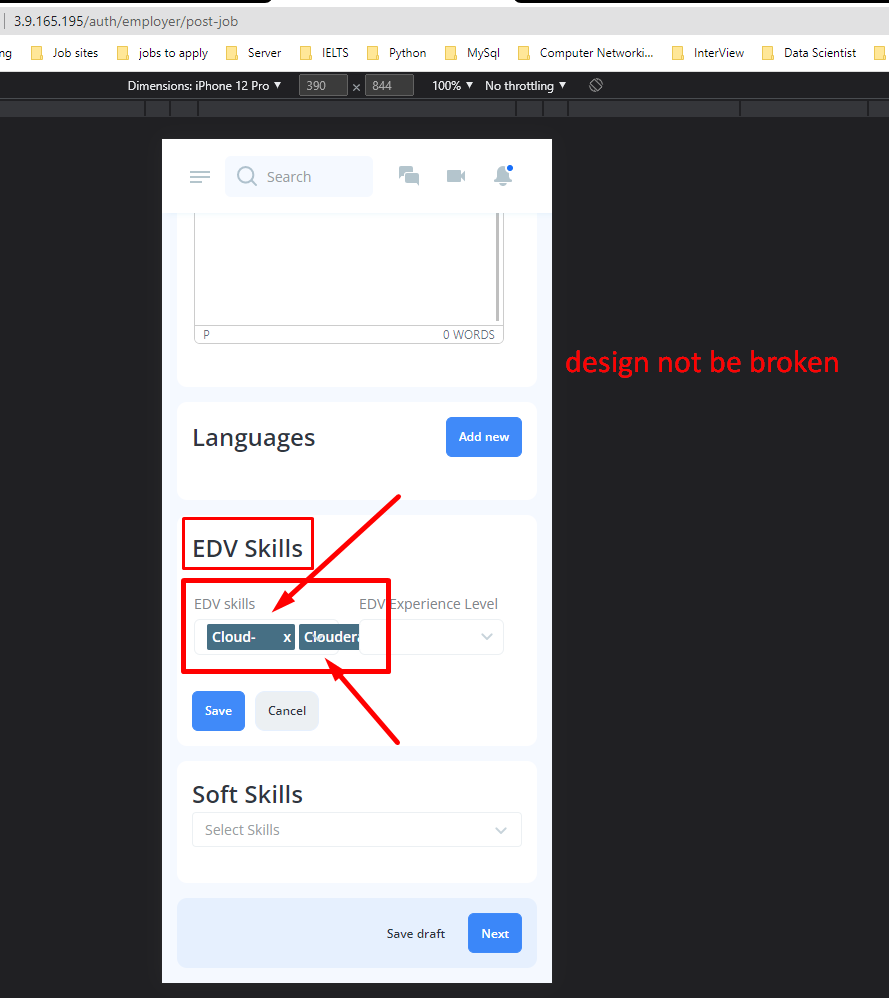 3.9.165.195/auth/employer/post-job
ng Job sites jobs to apply Server IELTS Python MySql Computer Networki... InterView Data Scientist
Dimensions: iPhone 12 Pro ▼ 390 × 844 100% ▼ No throttling ▼
Search
P 0 WORDS
design not be broken
Languages Add new
EDV Skills
EDV skills EDV Experience Level
Cloud- x Cloudera
Save Cancel
Soft Skills
Select Skills
Save draft Next